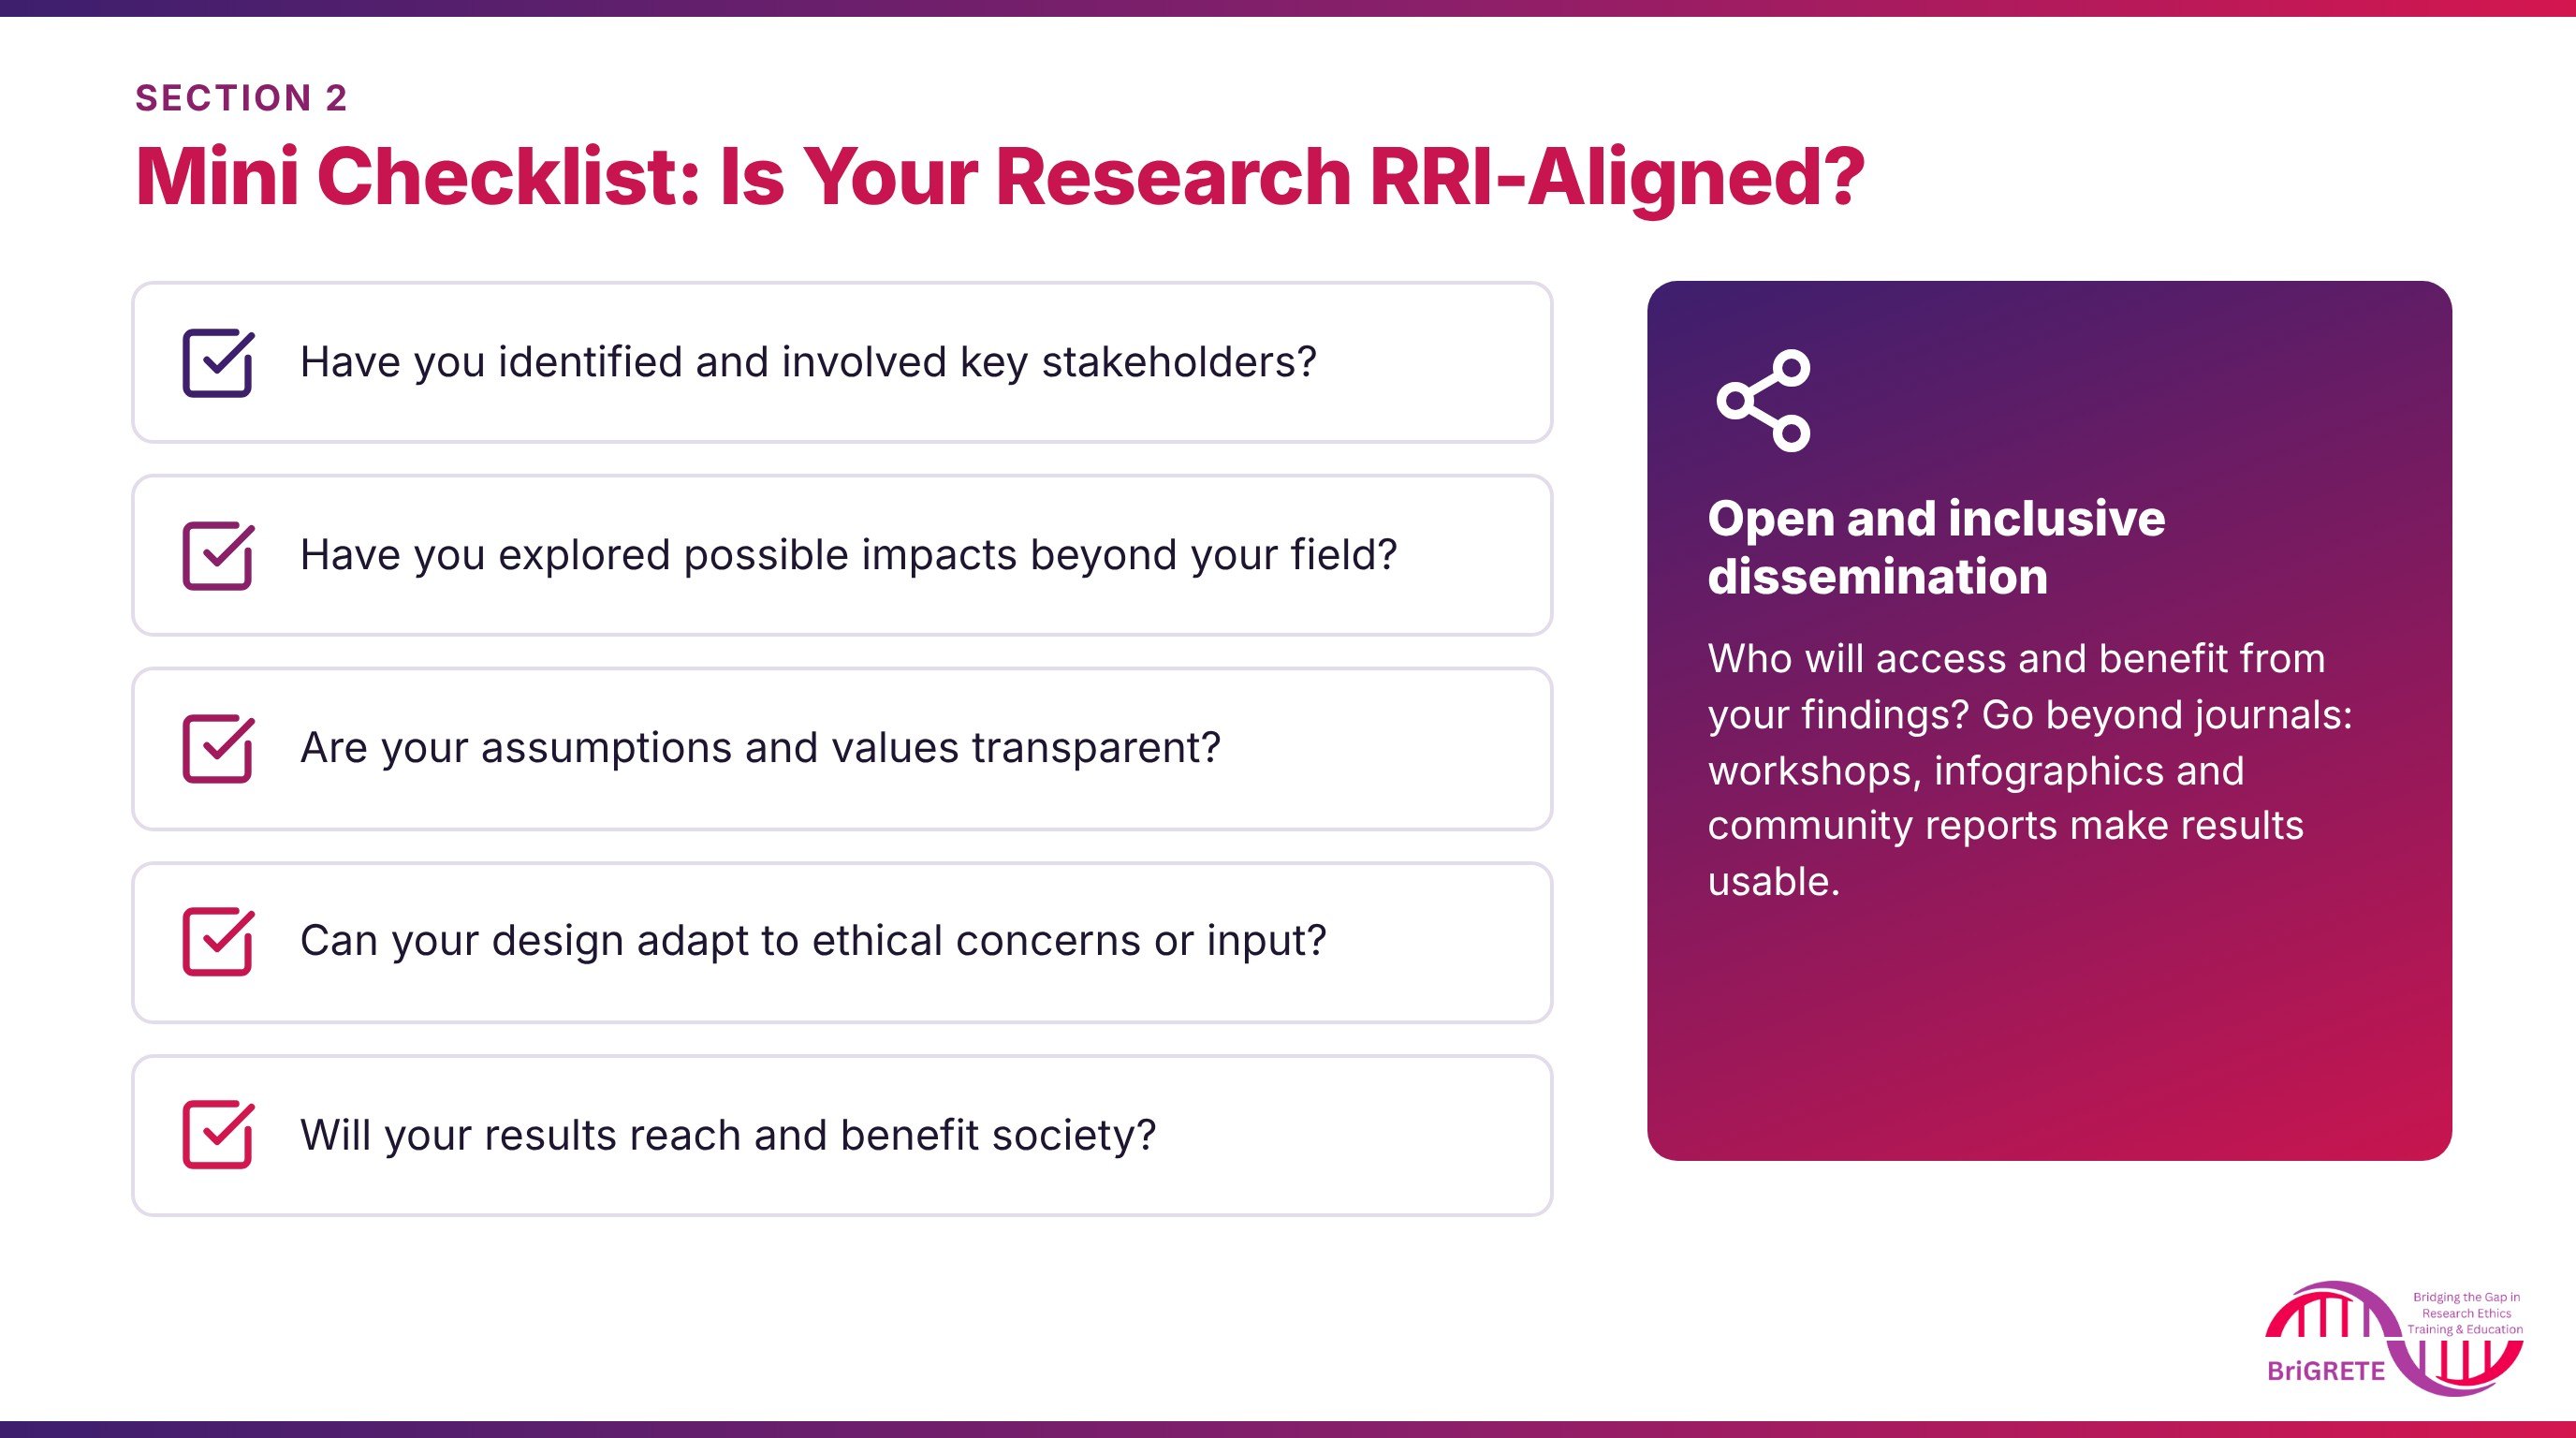 SECTION 2
Mini Checklist: Is Your Research RRI-Aligned?
Have you identified and involved key stakeholders?
Have you explored possible impacts beyond your field?
Are your assumptions and values transparent?
Can your design adapt to ethical concerns or input?
Will your results reach and benefit society?
Open and inclusive
dissemination
Who will access and benefit from
your findings? Go beyond journals:
workshops, infographics and
community reports make results
usable.
Bridging the Gap in
Research Ethics
Training & Education
BriGRETE